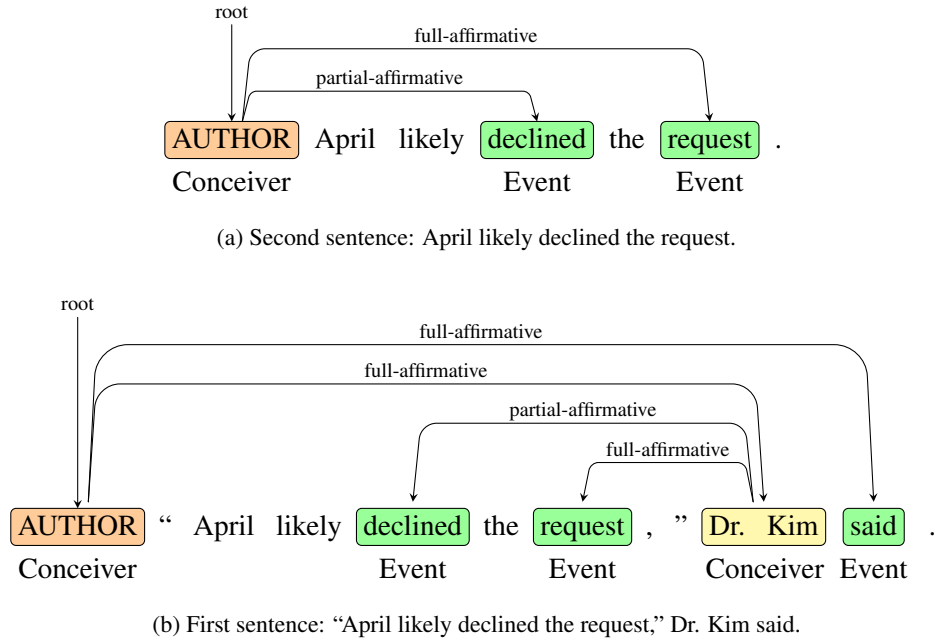 root
full-affirmative
partial-affirmative
AUTHOR April likely declined the request .
Conceiver Event Event
(a) Second sentence: April likely declined the request.
root
full-affirmative
full-affirmative
partial-affirmative
full-affirmative
AUTHOR “ April likely declined the request , ” Dr. Kim said .
Conceiver Event Event Conceiver Event
(b) First sentence: “April likely declined the request,” Dr. Kim said.